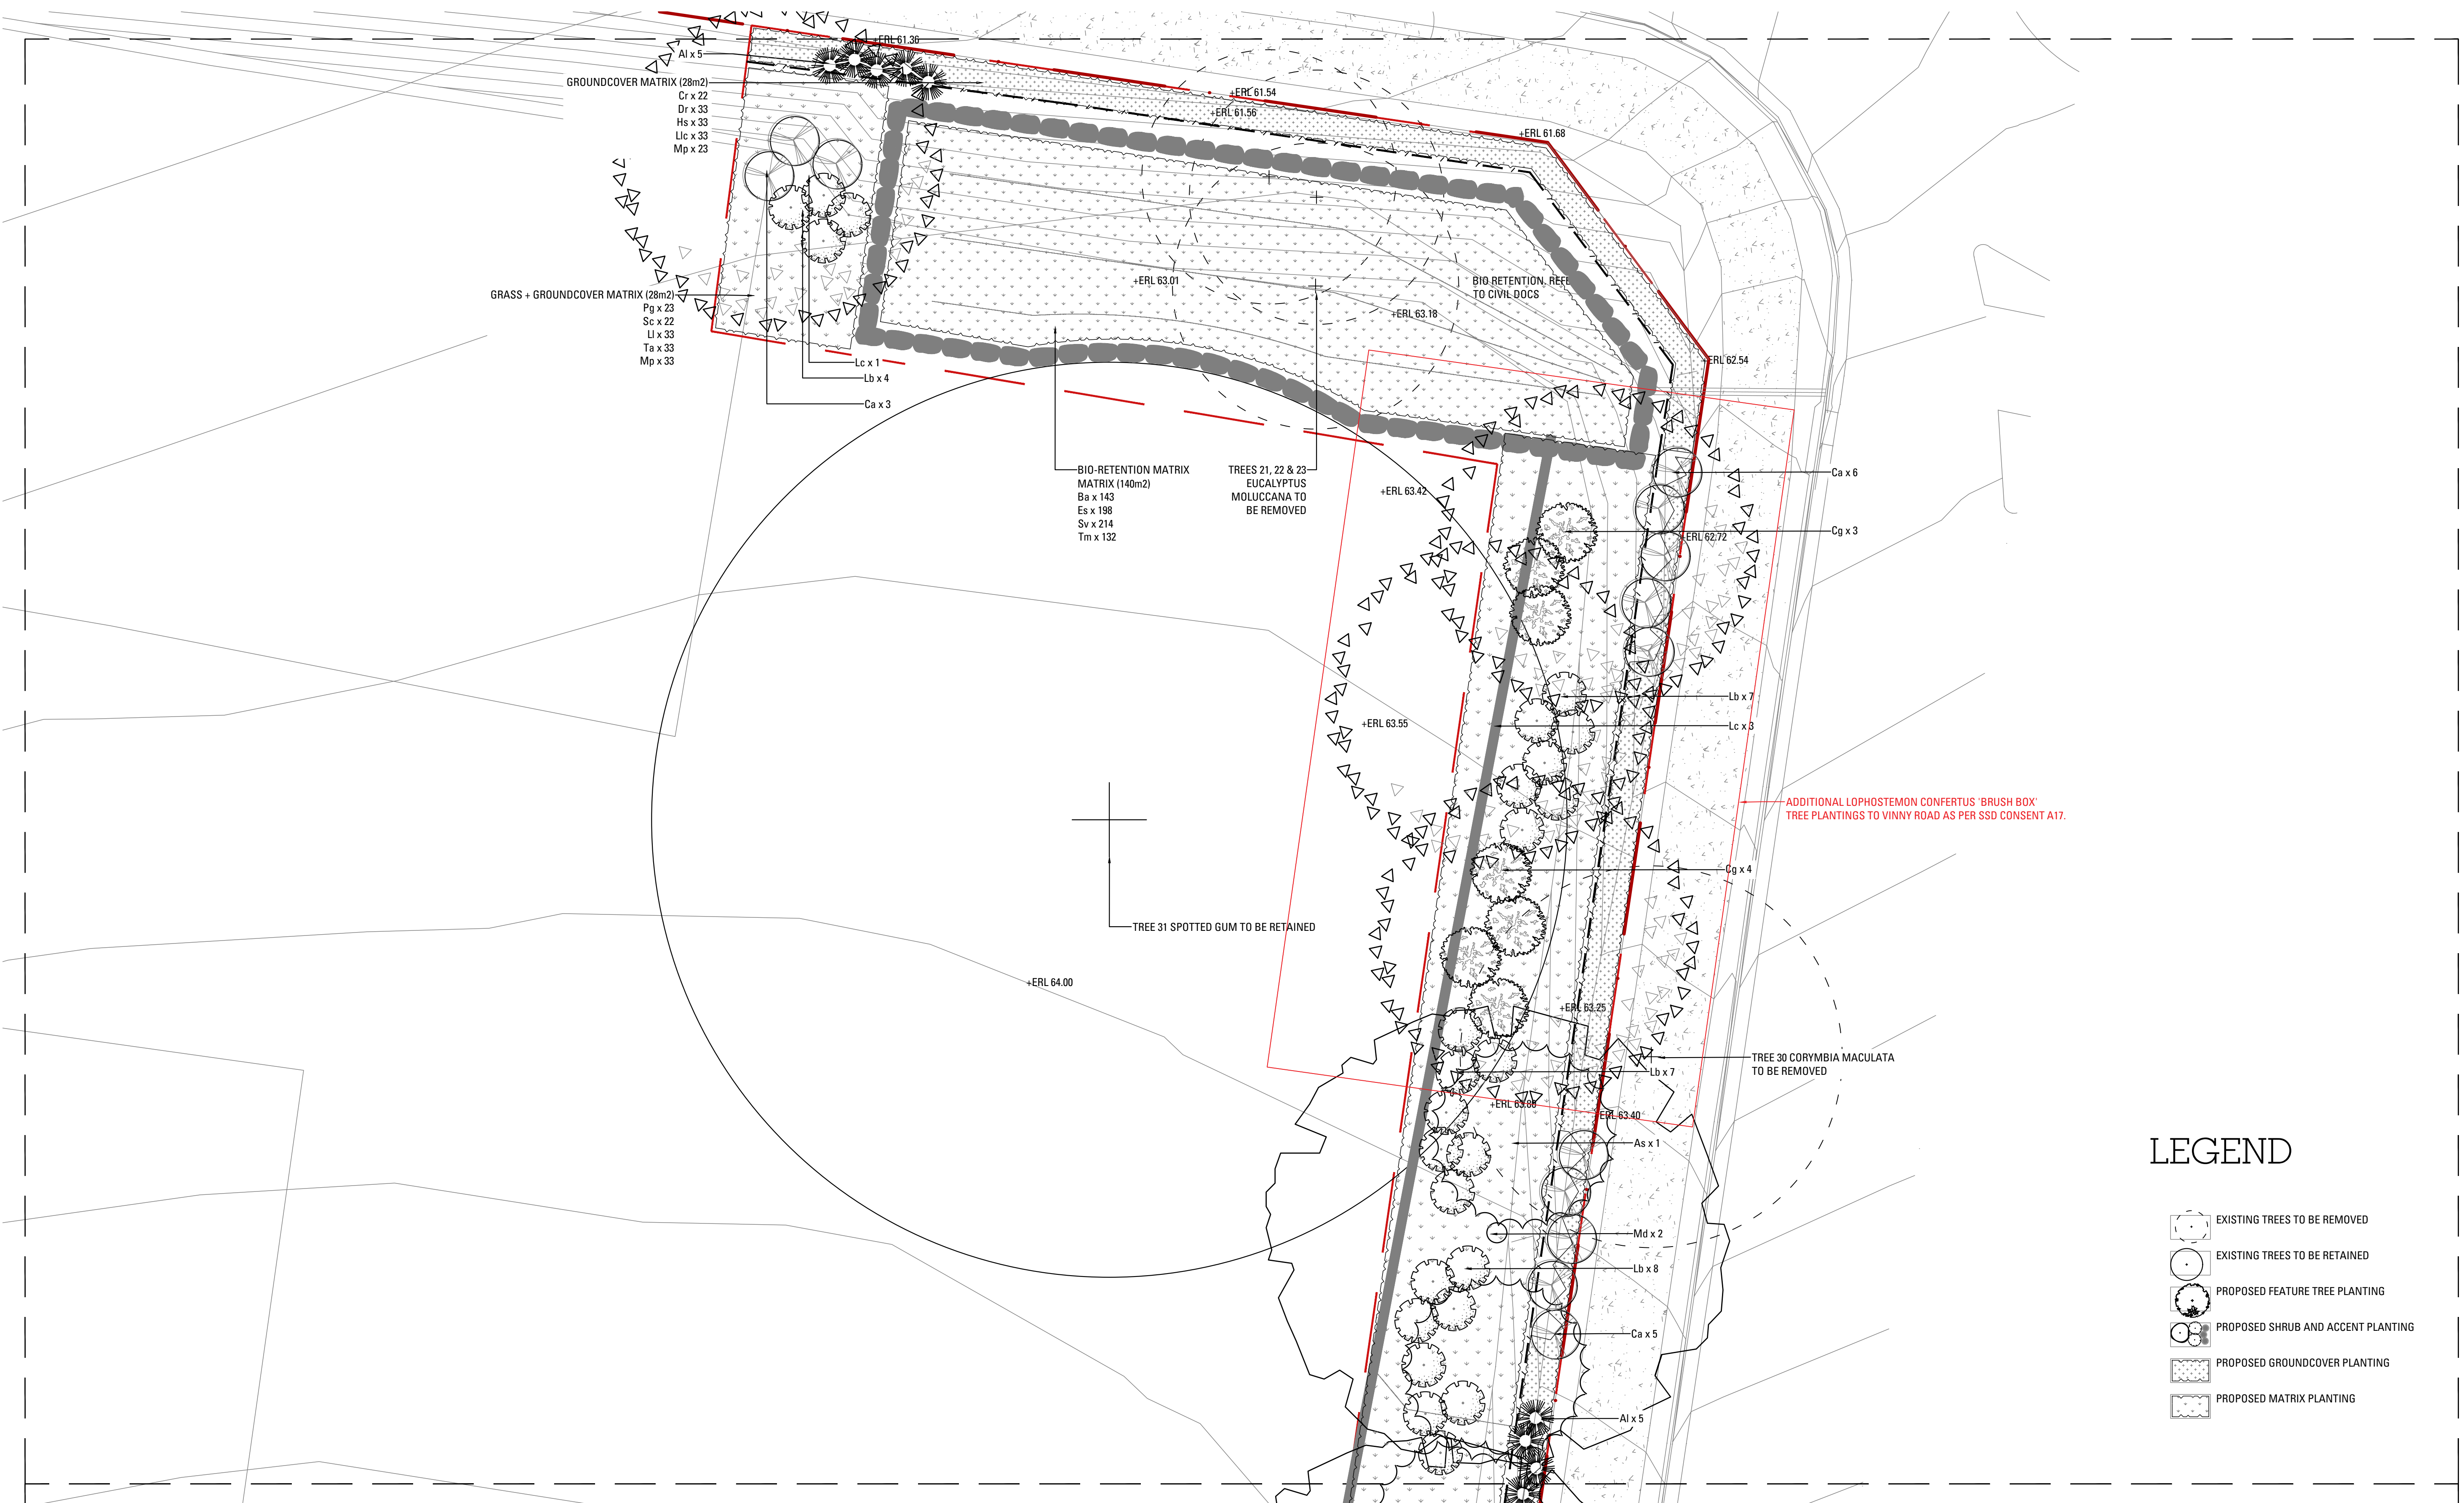 +ERL 61.36
Al x 5
GROUNDCOVER MATRIX (28m2)
Cr x 22
Dr x 33
Hs x 33
Llc x 33
Mp x 23
+ERL 61.54
+ERL 61.56
+ERL 61.68
GRASS + GROUNDCOVER MATRIX (28m2)
Pg x 23
Sc x 22
Ll x 33
Ta x 33
Mp x 33
Lc x 1
Lb x 4
Ca x 3
+ERL 63.01
BIO RETENTION. REFE
TO CIVIL DOCS
+ERL 63.18
+ERL 62.54
BIO-RETENTION MATRIX
MATRIX (140m2)
Ba x 143
Es x 198
Sv x 214
Tm x 132
TREES 21, 22 & 23
EUCALYPTUS
MOLUCCANA TO
BE REMOVED
+ERL 63.42
Ca x 6
Cg x 3
+ERL 62.72
Lb x 7
+ERL 63.55
Lc x 3
ADDITIONAL LOPHOSTEMON CONFERTUS 'BRUSH BOX'
TREE PLANTINGS TO VINNY ROAD AS PER SSD CONSENT A17.
Cg x 4
TREE 31 SPOTTED GUM TO BE RETAINED
+ERL 64.00
+ERL 63.25
TREE 30 CORYMBIA MACULATA
TO BE REMOVED
Lb x 7
+ERL 63.40
As x 1
Md x 2
Lb x 8
Ca x 5
Al x 5
LEGEND
EXISTING TREES TO BE REMOVED
EXISTING TREES TO BE RETAINED
PROPOSED FEATURE TREE PLANTING
PROPOSED SHRUB AND ACCENT PLANTING
PROPOSED GROUNDCOVER PLANTING
PROPOSED MATRIX PLANTING